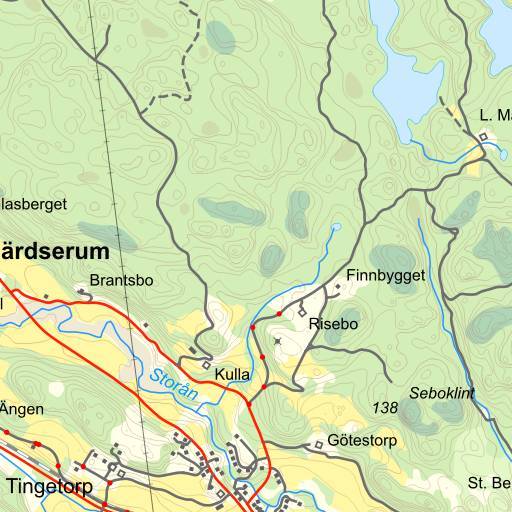 L. Ma
lasberget
ärdserum
Finnbygget
Brantsbo
l
Risebo
Kulla
Storån
Seboklint
138
Ängen
Götestorp
St. Be
Tingetorp